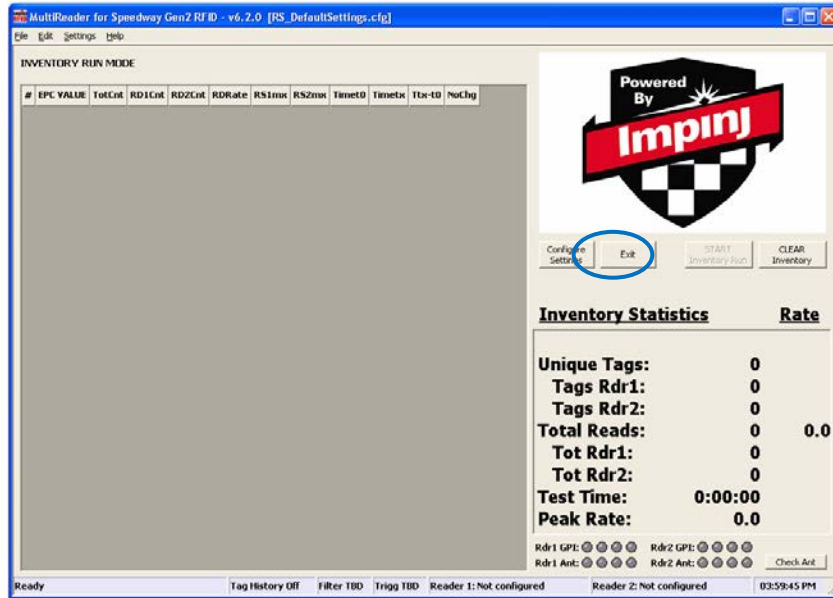 MultiReader for Speedway Gen2 RFID - v6.2.0 [RS_DefaultSettings.cfg]
File Edit Settings Help
INVENTORY RUN MODE
# EPC VALUE TotCnt RD1Cnt RD2Cnt RDRate RS1mx RS2mx Timet0 Timetx Ttx-t0 NoChg
Powered
By
Impinj
Configure
Settings
Exit
START
Inventory Run
CLEAR
Inventory
Inventory Statistics Rate
Unique Tags: 0
Tags Rdr1: 0
Tags Rdr2: 0
Total Reads: 0 0.0
Tot Rdr1: 0
Tot Rdr2: 0
Test Time: 0:00:00
Peak Rate: 0.0
Rdr1 GPI: Rdr2 GPI:
Rdr1 Ant: Rdr2 Ant: Check Ant
Ready Tag History Off Filter TBD Trigg TBD Reader 1: Not configured Reader 2: Not configured 03:59:45 PM